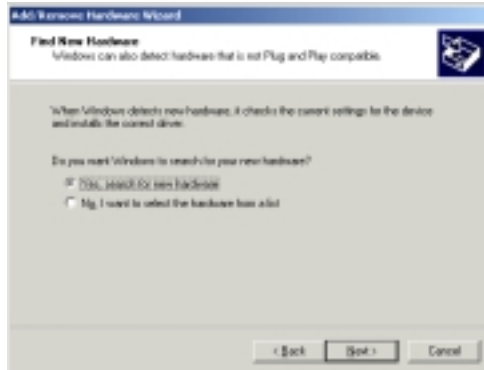 Add/Remove Hardware Wizard
Find New Hardware
Windows can also detect hardware that is not Plug and Play compatible.
When Windows detects new hardware, it checks the current settings for the device
and installs the correct driver.
Do you want Windows to search for your new hardware?
Yes, search for new hardware
No, I want to select the hardware from a list
< Back
Next >
Cancel